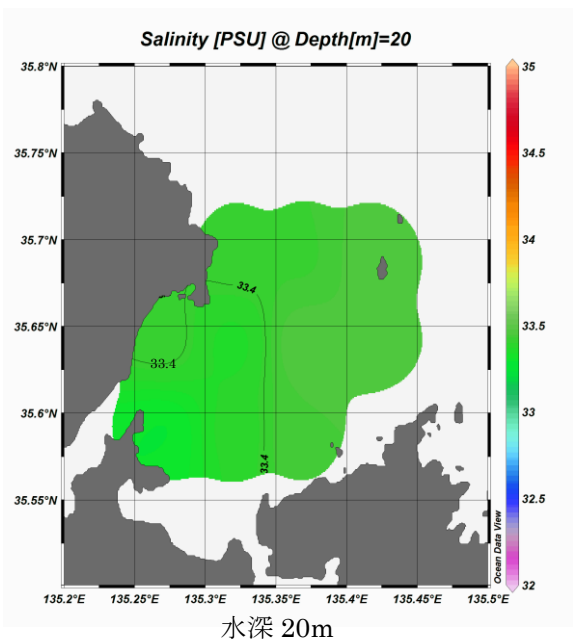 Salinity [PSU] @ Depth[m]=20
35.8°N
35.75°N
35.7°N
35.65°N
35.6°N
35.55°N
135.2°E
135.25°E
135.3°E
135.35°E
135.4°E
135.45°E
135.5°E
33.4
33.4
33.4
35
34.5
34
33.5
33
32.5
32
Ocean Data View
水深 20m